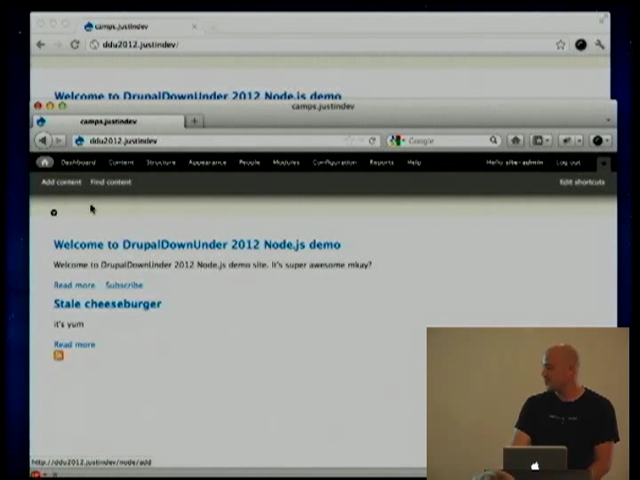 camps.justindev
ddu2012.justindev/
Welcome to DrupalDownUnder 2012 Node.js demo
camps.justindev
camps.justindev
ddu2012.justindev
Google
Dashboard Content Structure Appearance People Modules Configuration Reports Help Hello site-admin Log out
Add content Find content Edit shortcuts
Welcome to DrupalDownUnder 2012 Node.js demo
Welcome to DrupalDownUnder 2012 Node.js demo site. It's super awesome mkay?
Read more Subscribe
Stale cheeseburger
it's yum
Read more
http://ddu2012.justindev/node/add